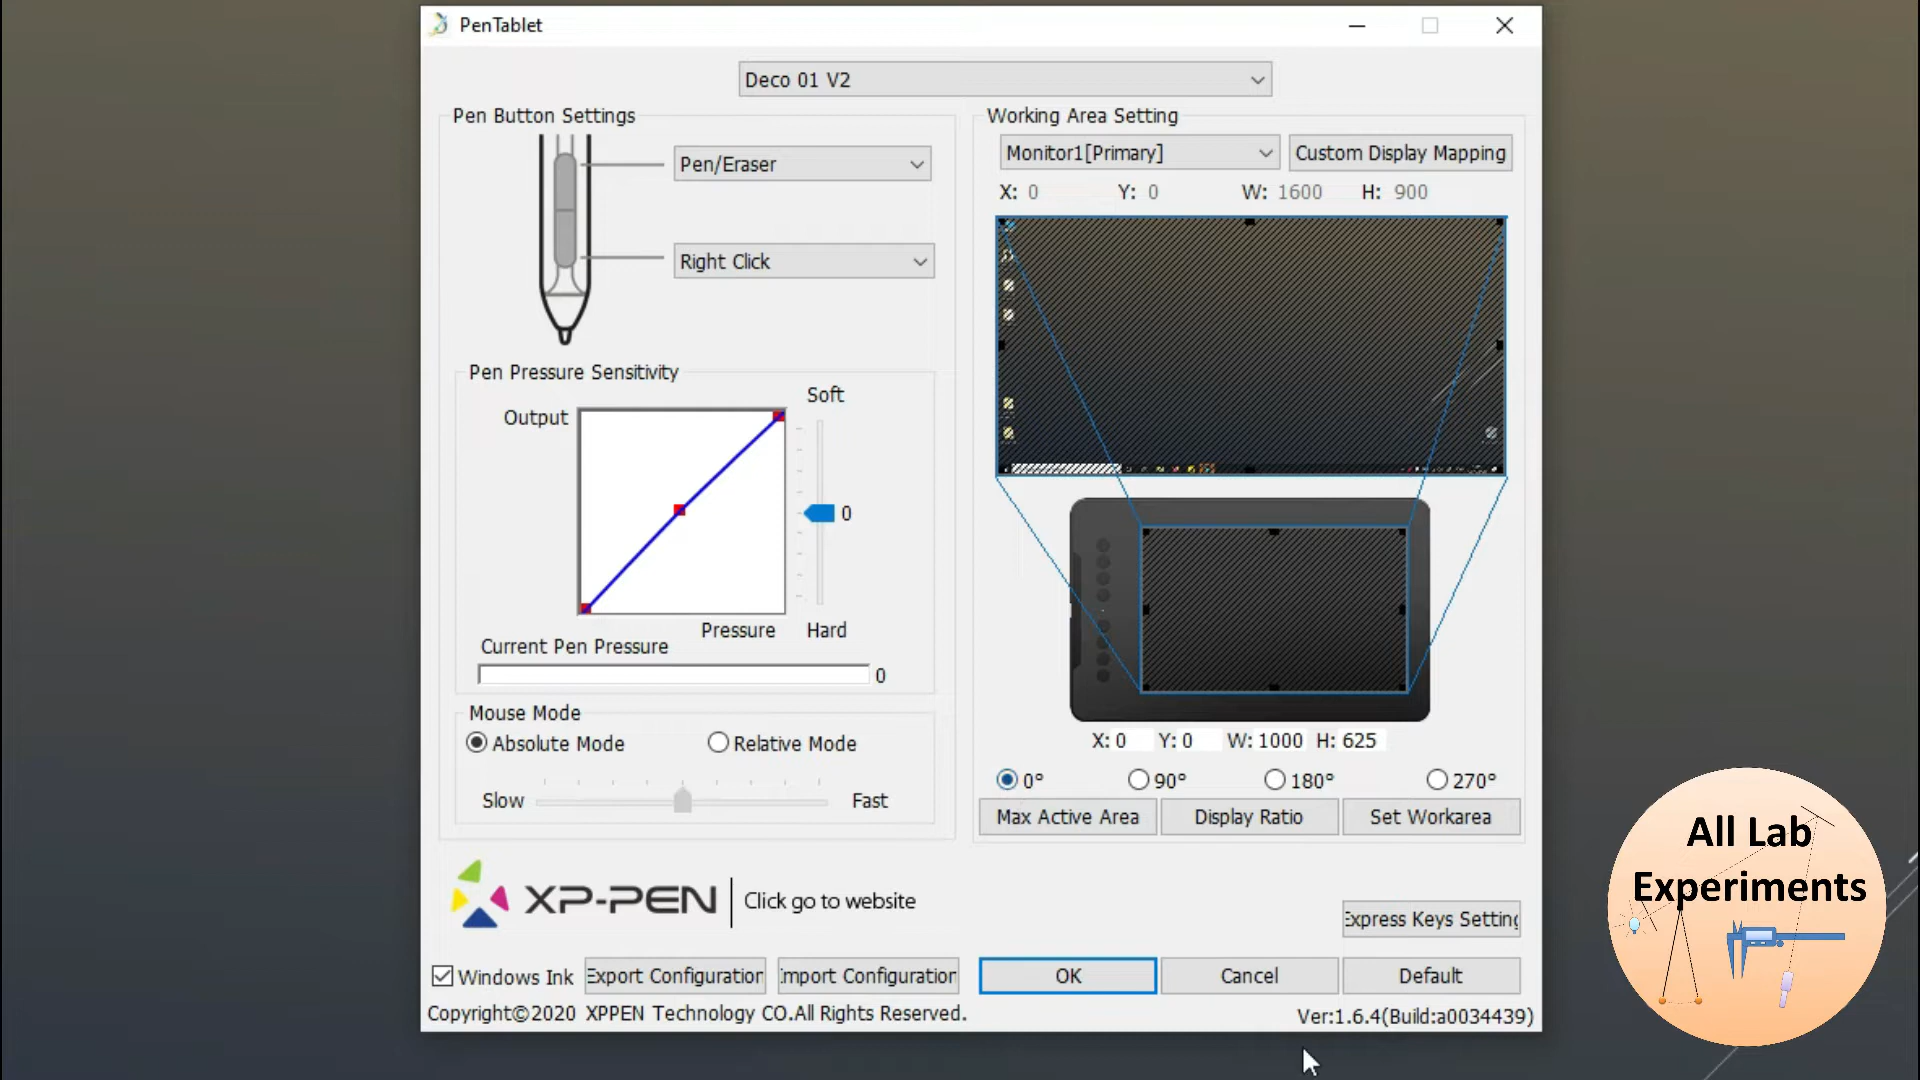 PenTablet
Deco 01 V2
Pen Button Settings
Pen/Eraser
Right Click
Pen Pressure Sensitivity
Output
Soft
0
Pressure
Hard
Current Pen Pressure
0
Mouse Mode
Absolute Mode
Relative Mode
Slow
Fast
Working Area Setting
Monitor1[Primary]
Custom Display Mapping
X: 0 Y: 0 W: 1600 H: 900
X: 0 Y: 0 W: 1000 H: 625
0° 90° 180° 270°
Max Active Area
Display Ratio
Set Workarea
XP-PEN
Click go to website
Express Keys Setting
Windows Ink
Export Configuration
Import Configuration
OK
Cancel
Default
Copyright©2020 XPPEN Technology CO.All Rights Reserved.
Ver:1.6.4(Build:a0034439)
All Lab
Experiments